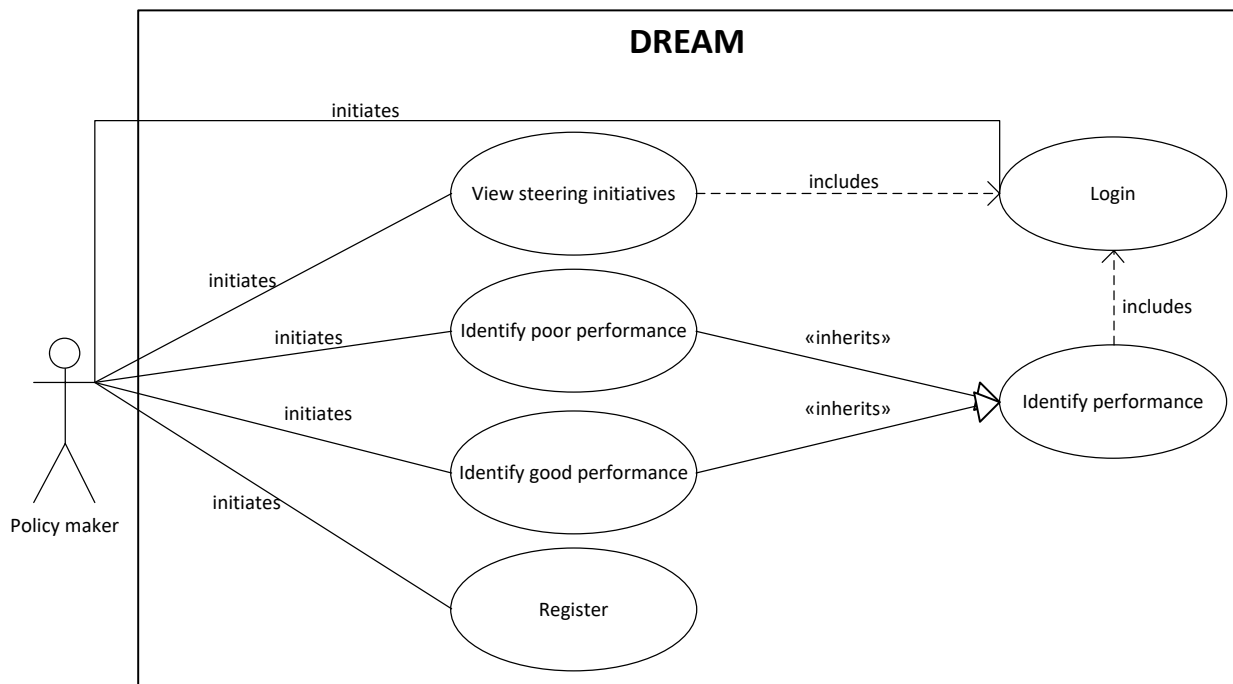 DREAM
initiates
View steering initiatives
includes
Login
initiates
includes
initiates
Identify poor performance
«inherits»
Identify performance
initiates
«inherits»
Identify good performance
initiates
Policy maker
Register